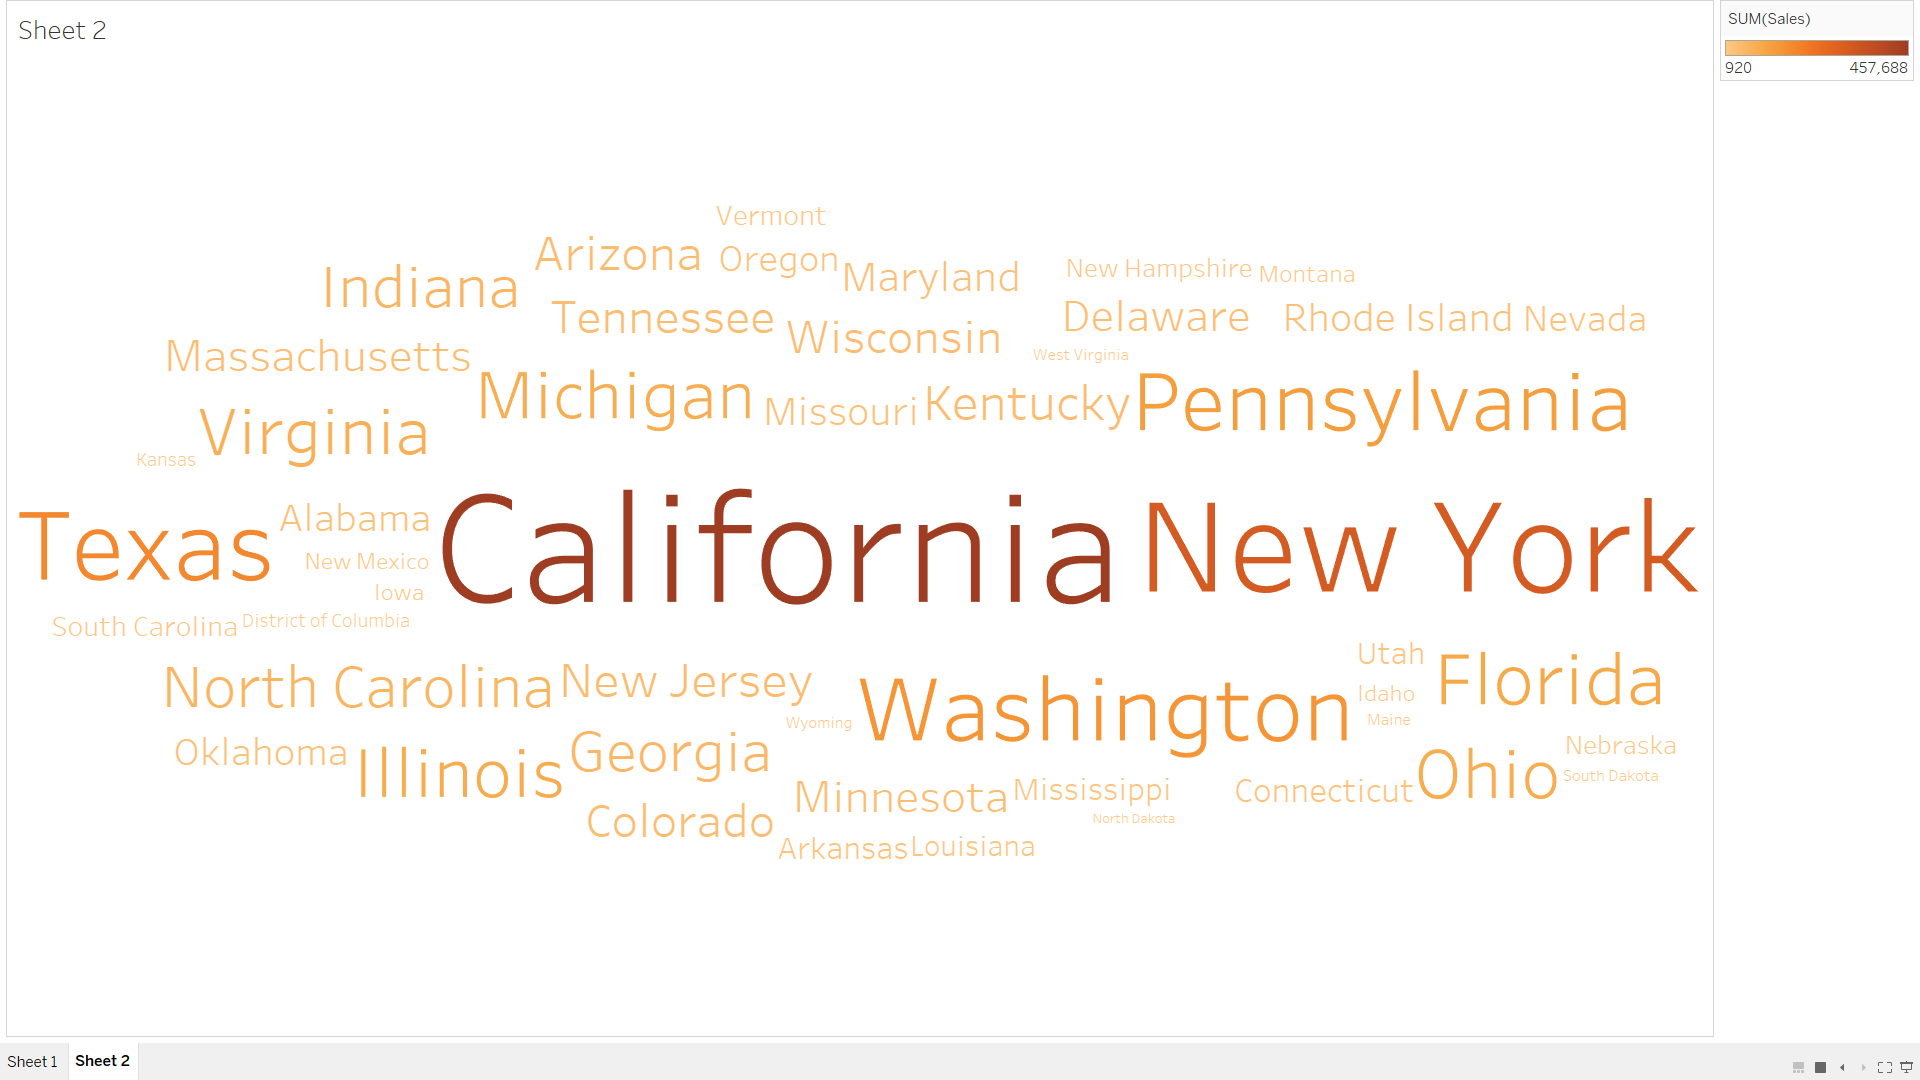 Sheet 2
SUM(Sales)
920 457,688
Vermont
Arizona Oregon Maryland New Hampshire Montana
Indiana
Tennessee Wisconsin Delaware Rhode Island Nevada
Massachusetts West Virginia
Michigan Missouri Kentucky Pennsylvania
Virginia
Kansas
Texas Alabama California New York
New Mexico
Iowa
South Carolina District of Columbia
Utah Florida
North Carolina New Jersey Washington Idaho
Wyoming Maine
Oklahoma Illinois Georgia Ohio Nebraska
South Dakota
Minnesota Mississippi Connecticut
Colorado North Dakota
Arkansas Louisiana
Sheet 1 Sheet 2